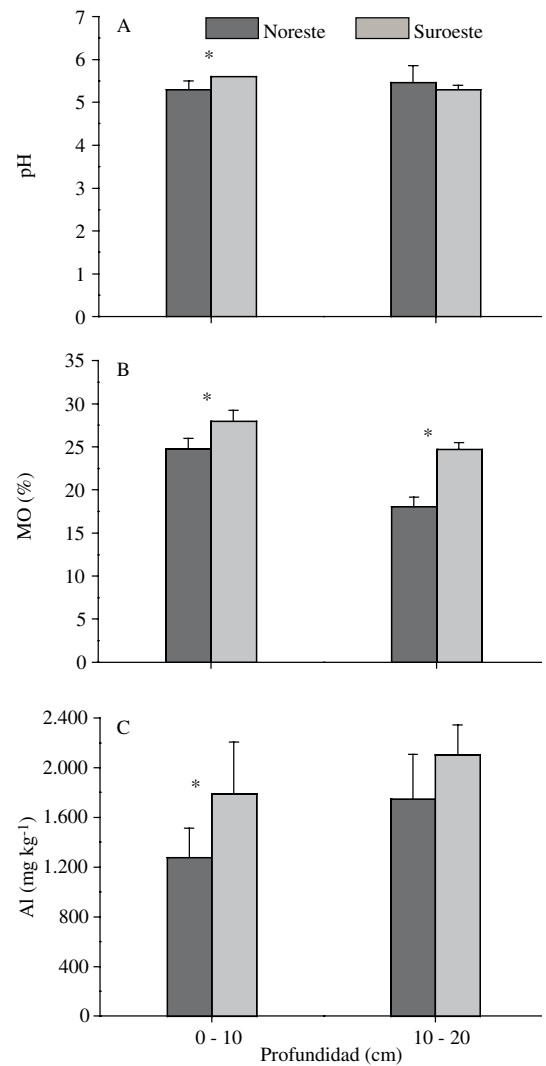 A
Noreste
Suroeste
7
6
5
4
3
2
1
0
pH
*
B
35
30
25
20
15
10
5
0
MO (%)
*
*
C
2.400
2.000
1.600
1.200
800
400
0
Al (mg kg-1)
*
0 - 10
10 - 20
Profundidad (cm)